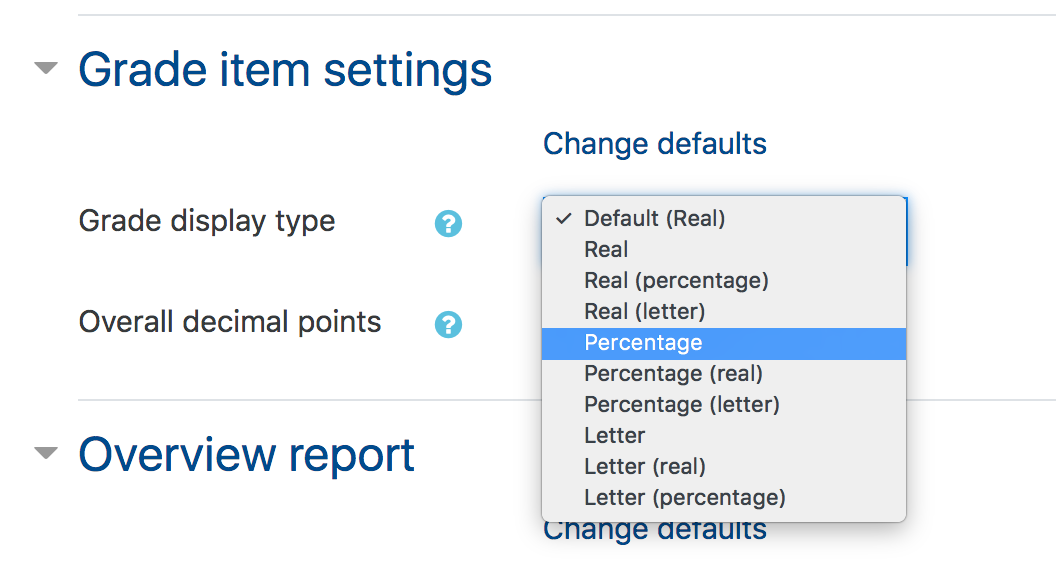 Grade item settings
Change defaults
Grade display type
Default (Real)
Real
Real (percentage)
Real (letter)
Percentage
Percentage (real)
Percentage (letter)
Letter
Letter (real)
Letter (percentage)
Overall decimal points
Overview report
Change defaults